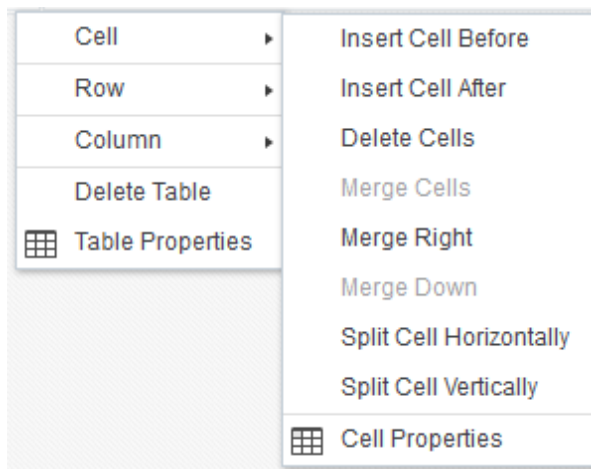 Cell
Row
Column
Delete Table
Table Properties
Insert Cell Before
Insert Cell After
Delete Cells
Merge Cells
Merge Right
Merge Down
Split Cell Horizontally
Split Cell Vertically
Cell Properties